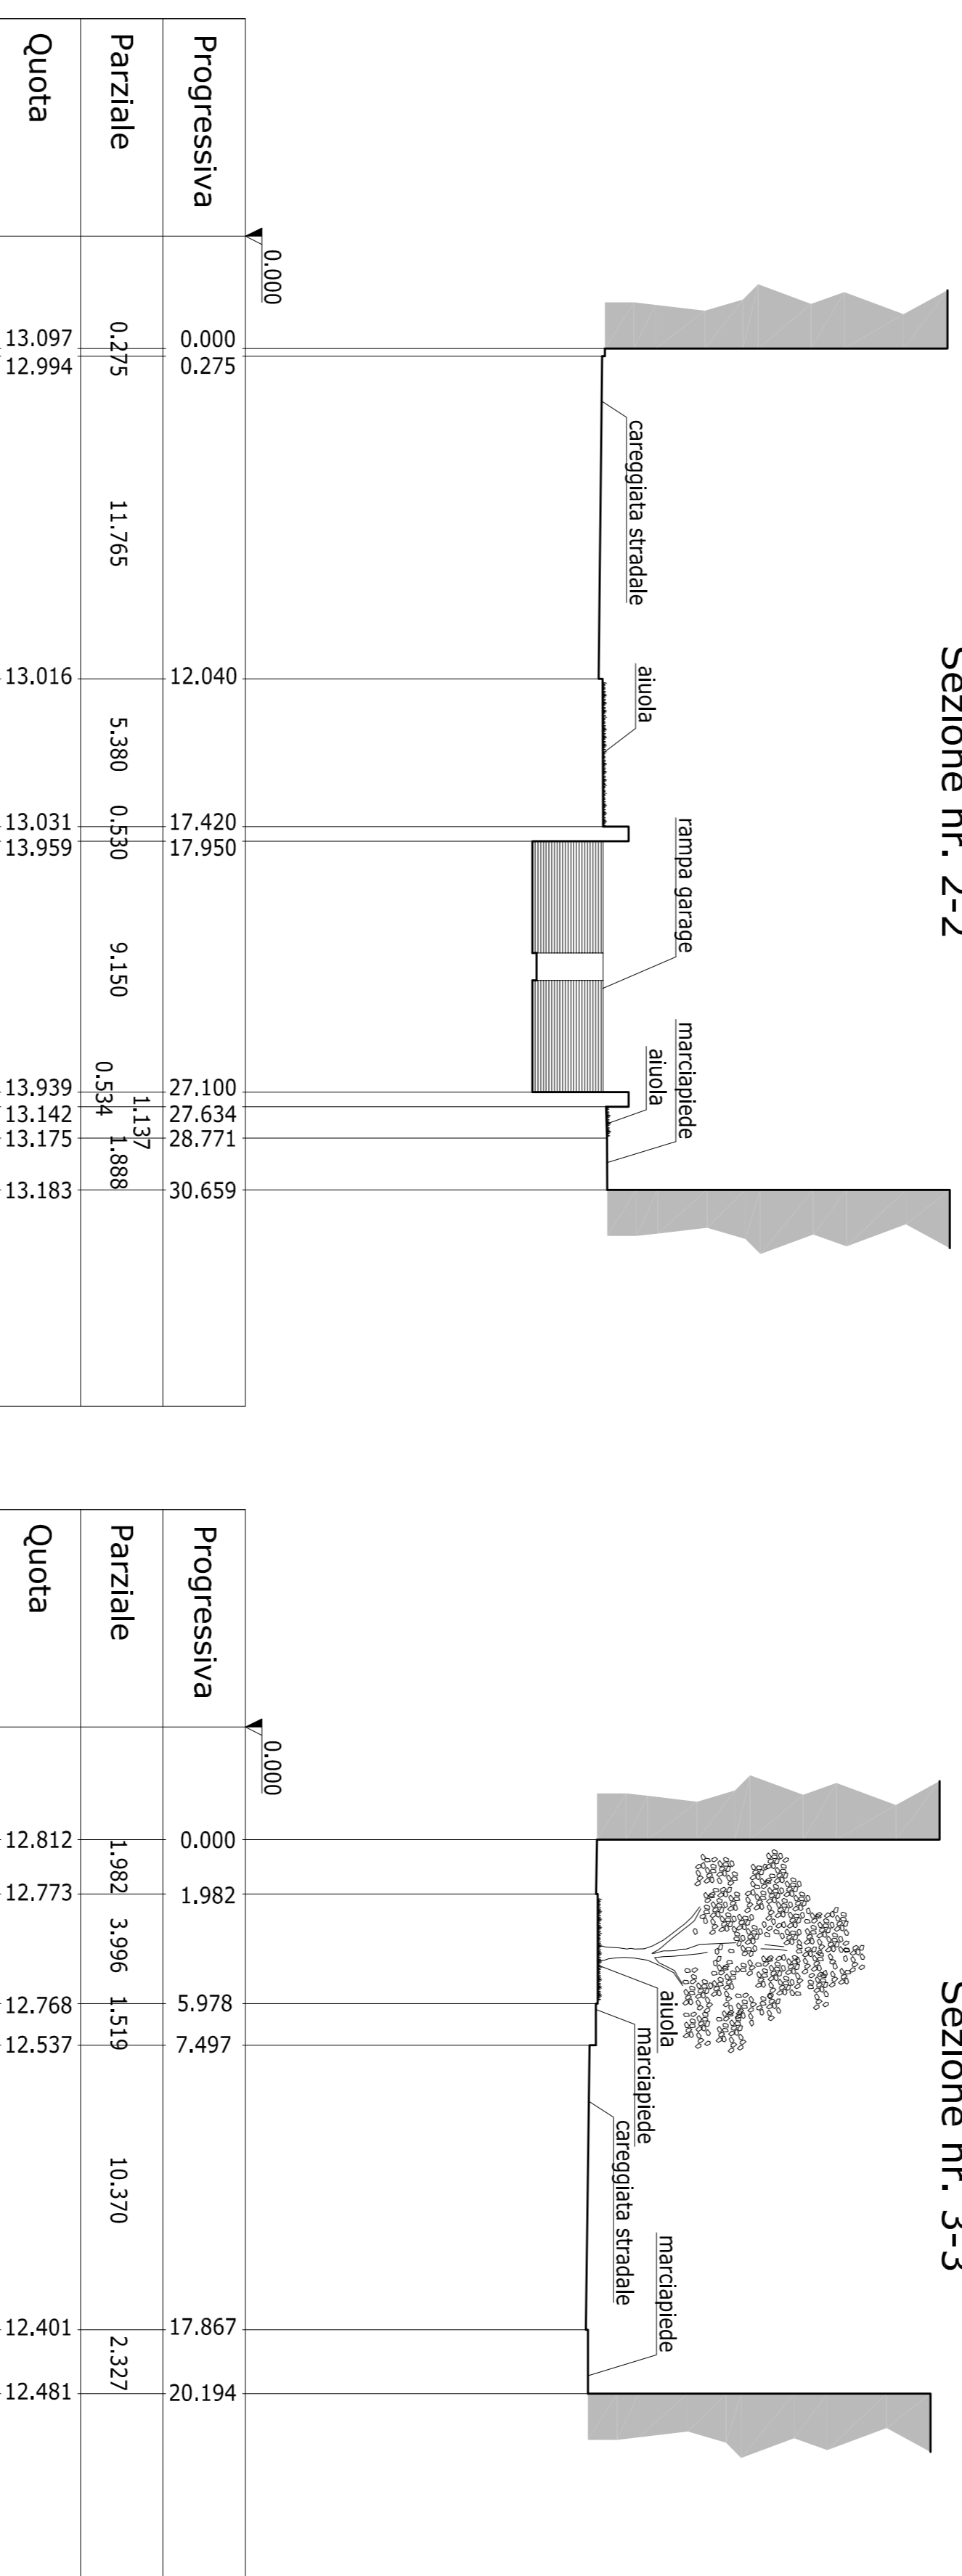 Sezione nr. 2-2
careggiata stradale
aiuola
rampa garage
marciapiede
aiuola
0.000
Progressiva 0.000 0.275 12.040 17.420 17.950 27.100 27.634 28.771 30.659
Parziale 0.275 11.765 5.380 0.530 9.150 0.534 1.137 1.888
Quota 13.097 12.994 13.016 13.031 13.959 13.939 13.142 13.175 13.183
Sezione nr. 3-3
aiuola
marciapiede
careggiata stradale
marciapiede
0.000
Progressiva 0.000 1.982 5.978 7.497 17.867 20.194
Parziale 1.982 3.996 1.519 10.370 2.327
Quota 12.812 12.773 12.768 12.537 12.401 12.481